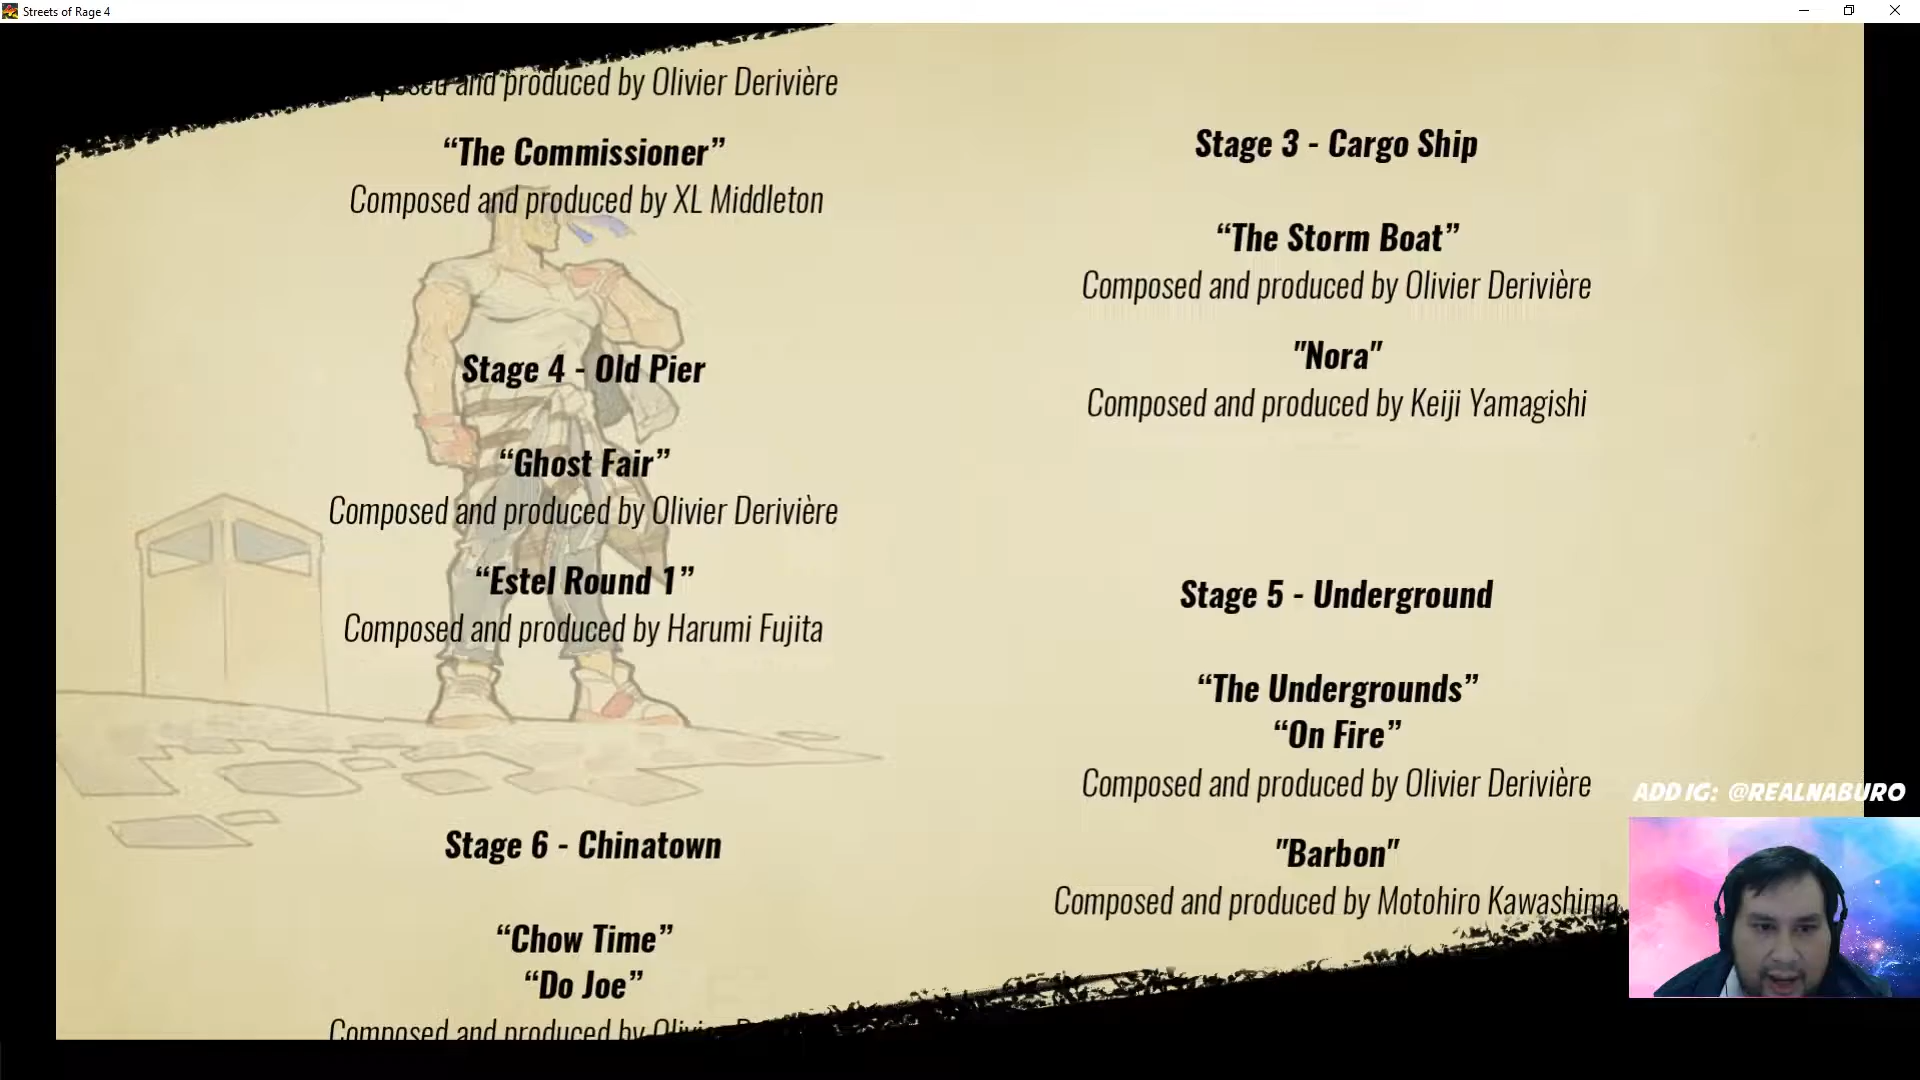 Streets of Rage 4
and produced by Olivier Derivière
“The Commissioner”
Composed and produced by XL Middleton
Stage 4 - Old Pier
“Ghost Fair”
Composed and produced by Olivier Derivière
“Estel Round 1”
Composed and produced by Harumi Fujita
Stage 6 - Chinatown
“Chow Time”
“Do Joe”
Composed and produced by
Stage 3 - Cargo Ship
“The Storm Boat”
Composed and produced by Olivier Derivière
"Nora"
Composed and produced by Keiji Yamagishi
Stage 5 - Underground
“The Undergrounds”
“On Fire”
Composed and produced by Olivier Derivière
"Barbon"
Composed and produced by Motohiro Kawashima
ADD IG: @REALNABURO